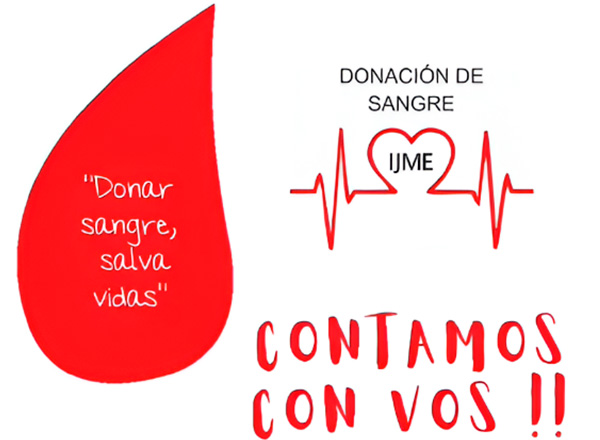 "Donar
sangre,
salva
vidas"
DONACIÓN DE
SANGRE
IJME
CONTAMOS
CON VOS !!